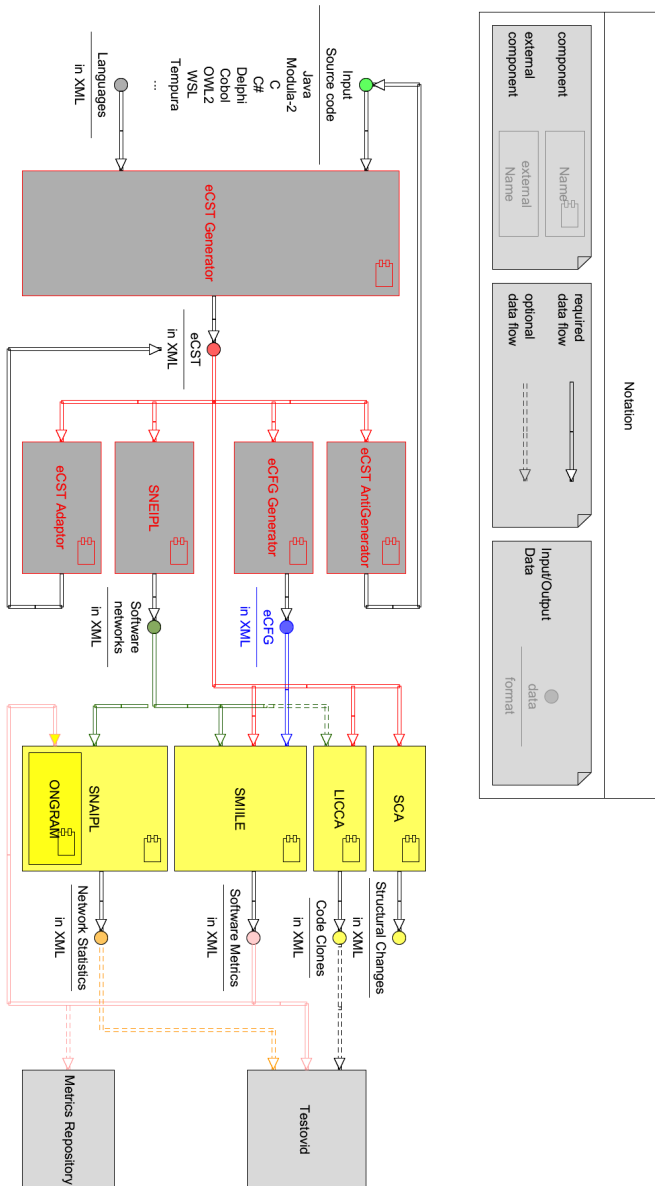 Notation
component
Name
external
component
external
Name
required
data flow
optional
data flow
Input/Output
Data
data
format
Input
Source code
Java
Modula-2
C
C#
Delphi
Cobol
OWL2
WSL
Tempura
...
Languages
in XML
eCST Generator
eCST
in XML
eCST AntiGenerator
eCFG Generator
SNEIPL
eCST Adaptor
eCFG
in XML
Software
networks
in XML
SCA
LICCA
SMIILE
SNAIPL
ONGRAM
Structural Changes
in XML
Code Clones
in XML
Software Metrics
in XML
Network Statistics
in XML
Testovid
Metrics Repository